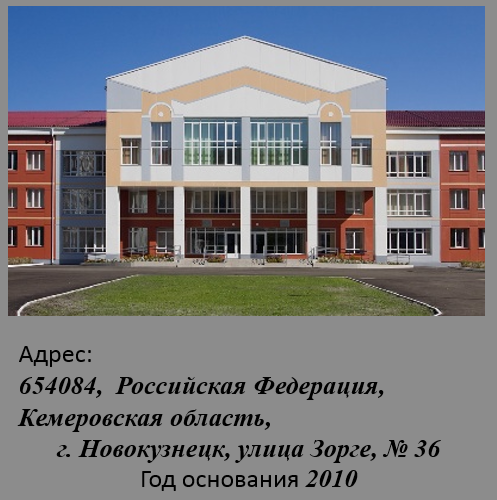 Адрес:
654084, Российская Федерация,
Кемеровская область,
г. Новокузнецк, улица Зорге, № 36
Год основания 2010